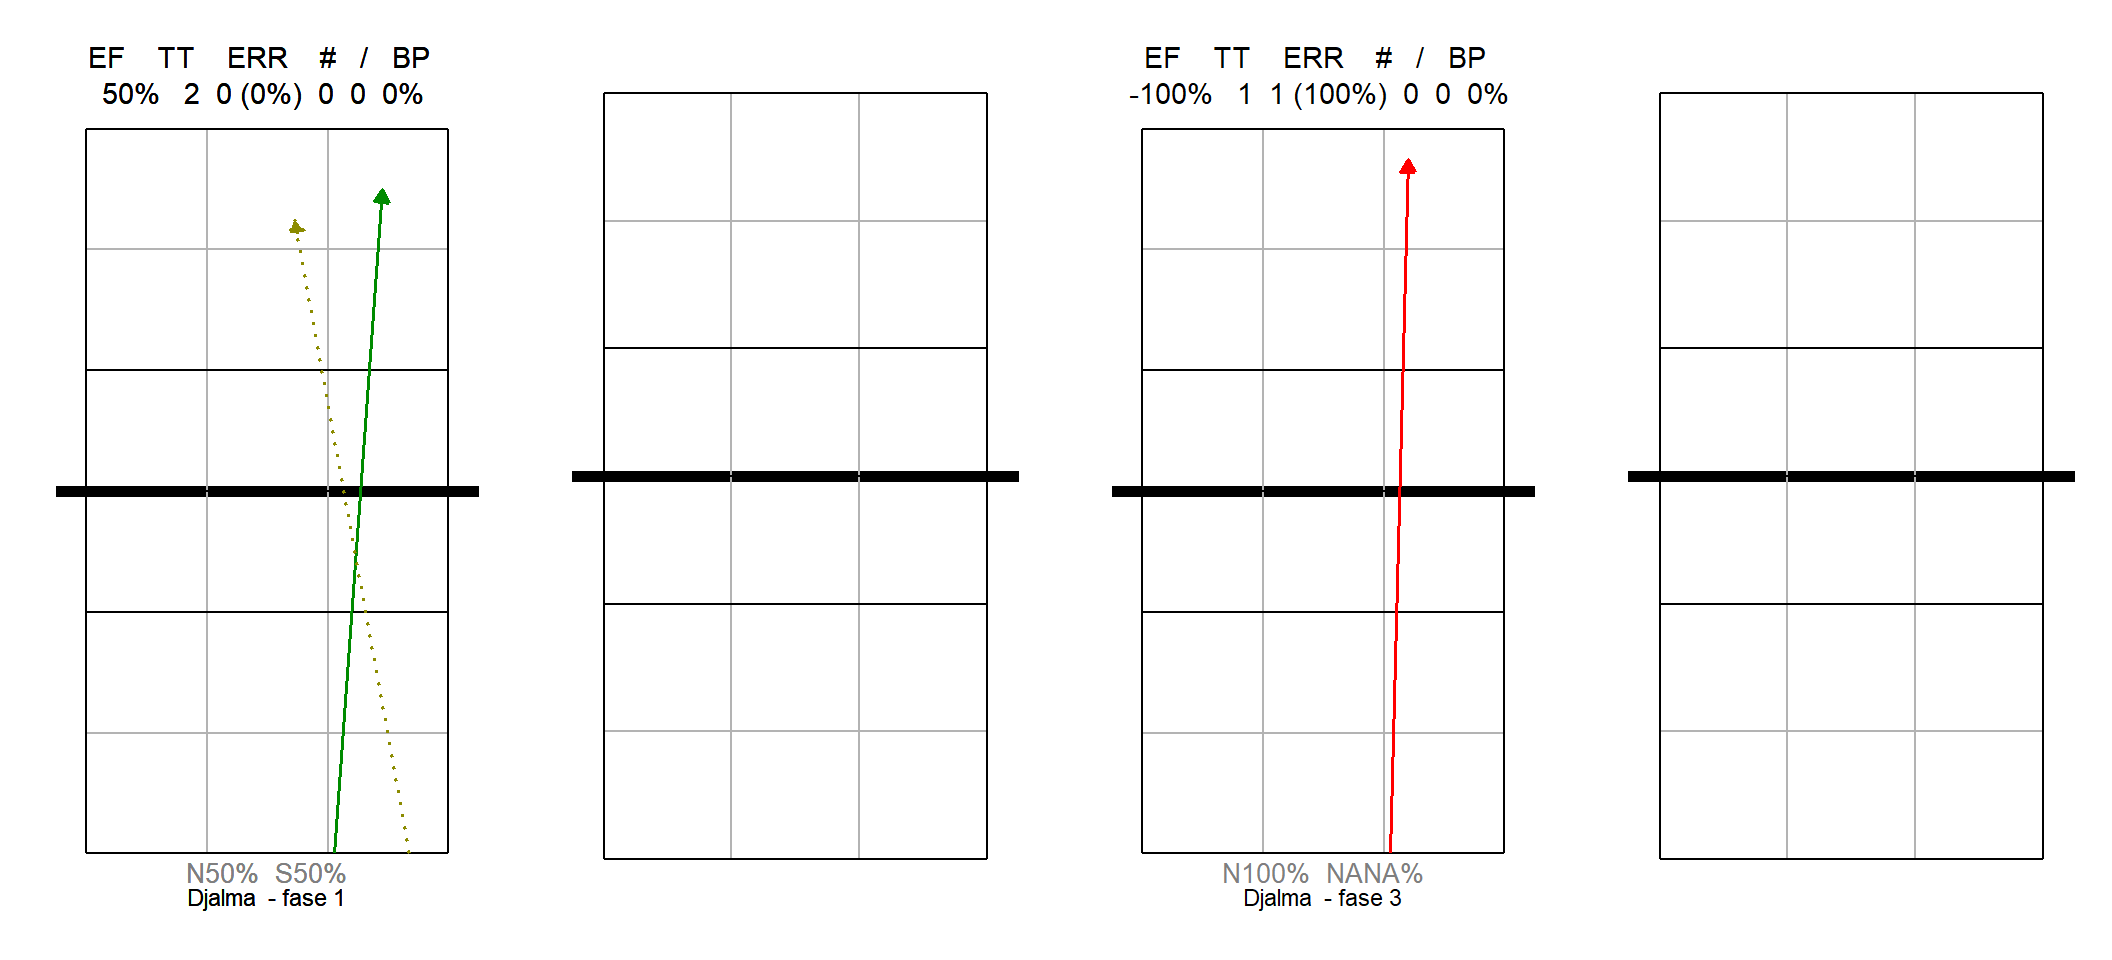 EF TT ERR # / BP
50% 2 0 (0%) 0 0 0%
N50% S50%
Djalma - fase 1
EF TT ERR # / BP
-100% 1 1 (100%) 0 0 0%
N100% NANA%
Djalma - fase 3